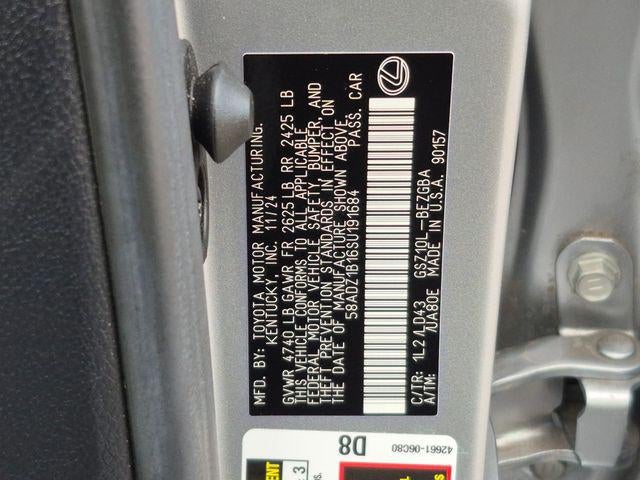 MFD. BY: TOYOTA MOTOR MANUFACTURING.
KENTUCKY, INC. 11/24
GVWR 4740 LB GAWR FR 2625 LB RR 2425 LB
THIS VEHICLE CONFORMS TO ALL APPLICABLE
FEDERAL MOTOR VEHICLE SAFETY, BUMPER, AND
THEFT PREVENTION STANDARDS IN EFFECT ON
THE DATE OF MANUFACTURE SHOWN ABOVE.
58ADZ1B16SU191684 PASS. CAR
C/TR: 1L2 /LD43 GSZ10L-BEZGBA
A/TM: /UA80E MADE IN U.S.A. 90157
D8 42661-06C80
3